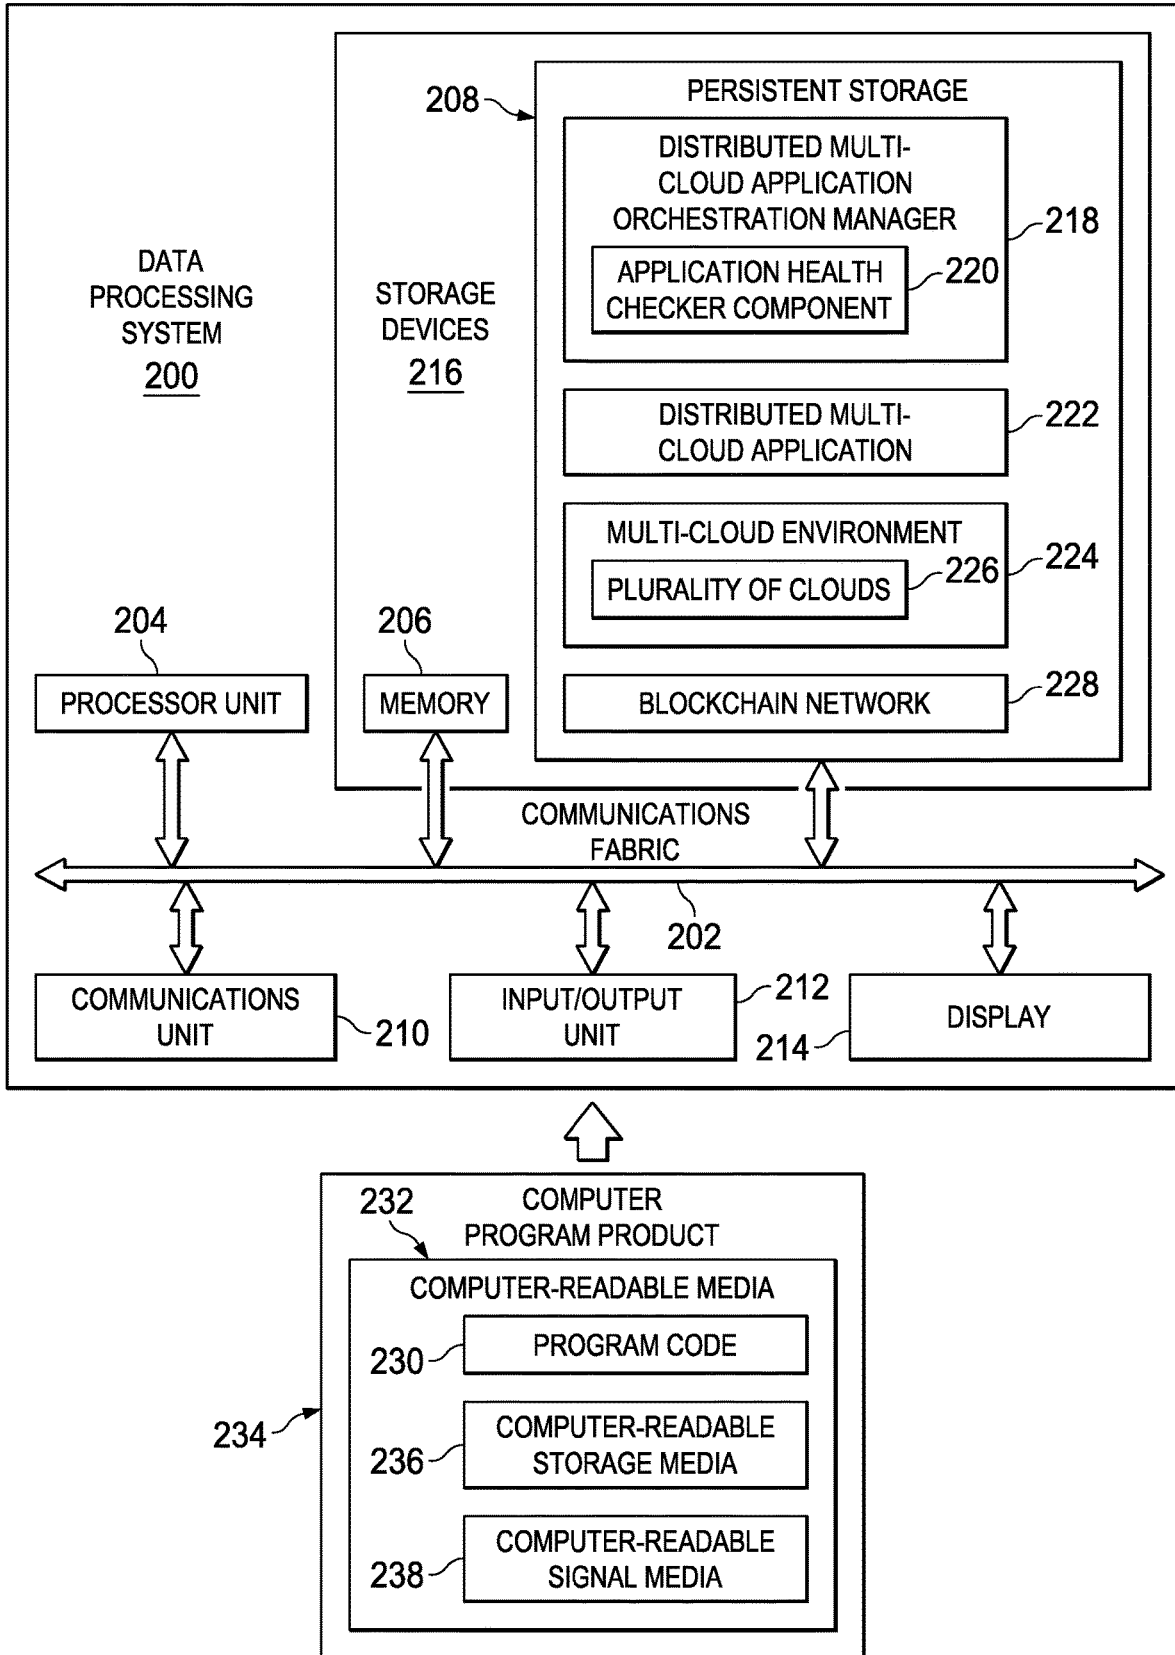 208
PERSISTENT STORAGE
DISTRIBUTED MULTI-
CLOUD APPLICATION
ORCHESTRATION MANAGER
218
APPLICATION HEALTH
CHECKER COMPONENT
220
DATA
PROCESSING
SYSTEM
200
STORAGE
DEVICES
216
DISTRIBUTED MULTI-
CLOUD APPLICATION
222
MULTI-CLOUD ENVIRONMENT
224
PLURALITY OF CLOUDS
226
204
PROCESSOR UNIT
206
MEMORY
BLOCKCHAIN NETWORK
228
COMMUNICATIONS
FABRIC
202
COMMUNICATIONS
UNIT
210
INPUT/OUTPUT
UNIT
212
DISPLAY
214
232
COMPUTER
PROGRAM PRODUCT
COMPUTER-READABLE MEDIA
PROGRAM CODE
230
234
COMPUTER-READABLE
STORAGE MEDIA
236
COMPUTER-READABLE
SIGNAL MEDIA
238